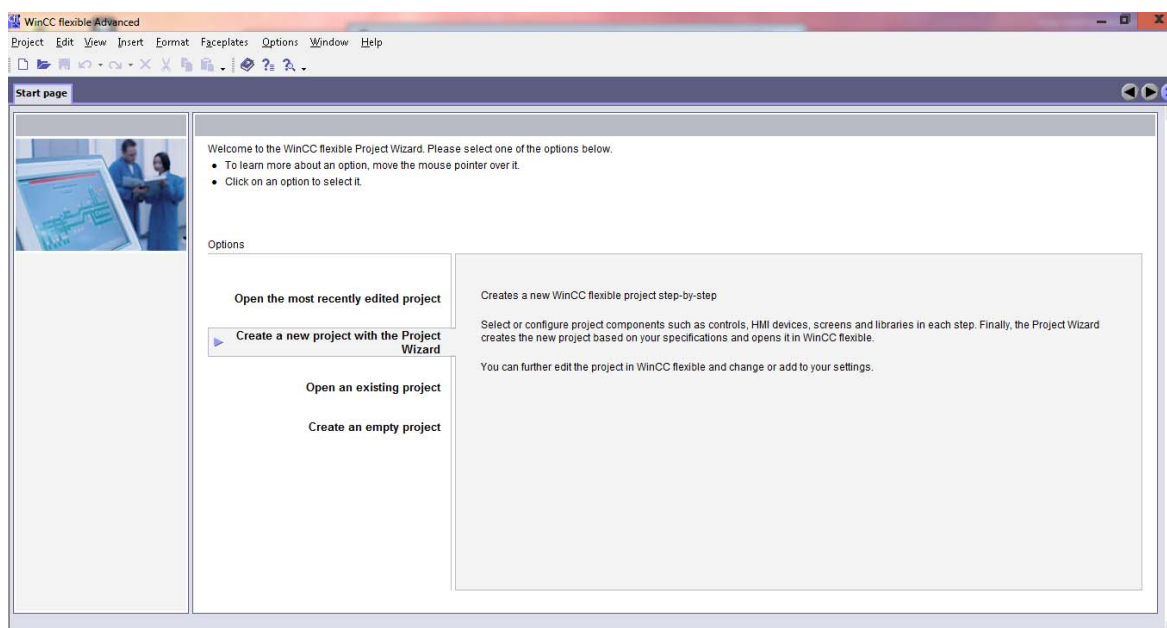 WinCC flexible Advanced
Project Edit View Insert Format Faceplates Options Window Help
Start page
Welcome to the WinCC flexible Project Wizard. Please select one of the options below.
• To learn more about an option, move the mouse pointer over it.
• Click on an option to select it.
Options
Open the most recently edited project
Create a new project with the Project
Wizard
Open an existing project
Create an empty project
Creates a new WinCC flexible project step-by-step
Select or configure project components such as controls, HMI devices, screens and libraries in each step. Finally, the Project Wizard
creates the new project based on your specifications and opens it in WinCC flexible.
You can further edit the project in WinCC flexible and change or add to your settings.